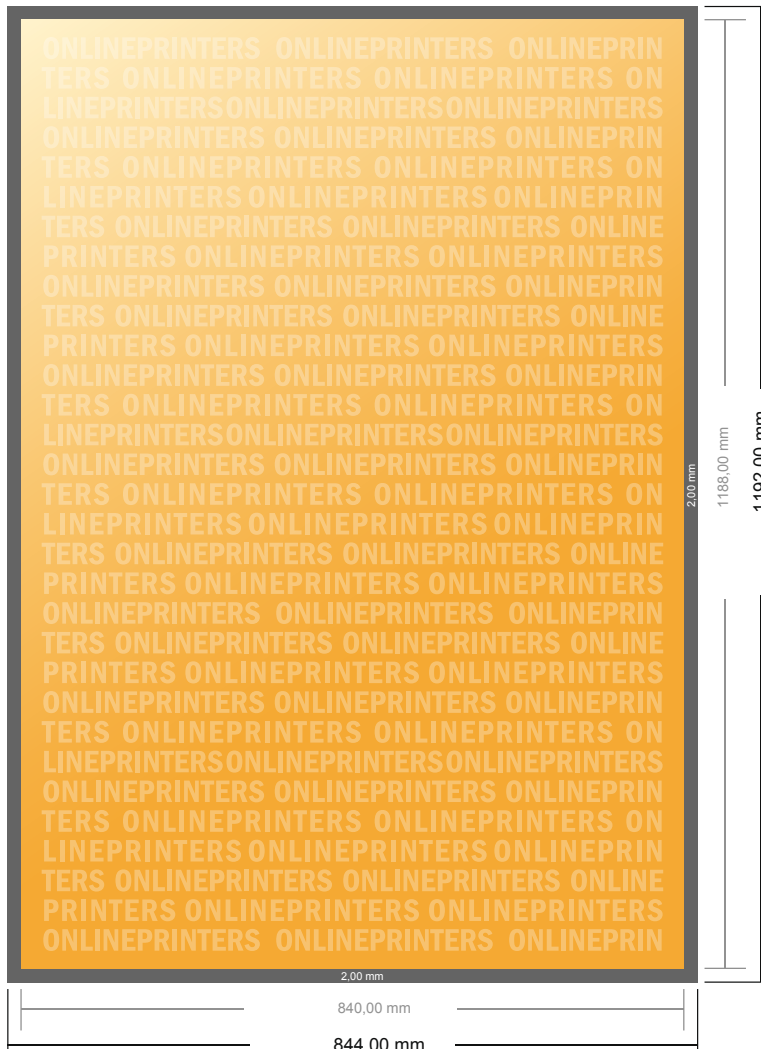 ONLINEPRINTERS ONLINEPRINTERS ONLINEPRIN
TERS ONLINEPRINTERS ONLINEPRINTERS ON
LINEPRINTERSONLINEPRINTERSONLINEPRINTERS
ONLINEPRINTERS ONLINEPRINTERS ONLINEPRIN
TERS ONLINEPRINTERS ONLINEPRINTERS ON
LINEPRINTERS ONLINEPRINTERS ONLINEPRIN
TERS ONLINEPRINTERS ONLINEPRINTERS ONLINE
PRINTERS ONLINEPRINTERS ONLINEPRINTERS
ONLINEPRINTERS ONLINEPRINTERS ONLINEPRIN
TERS ONLINEPRINTERS ONLINEPRINTERS ONLINE
PRINTERS ONLINEPRINTERS ONLINEPRINTERS
ONLINEPRINTERS ONLINEPRINTERS ONLINEPRIN
TERS ONLINEPRINTERS ONLINEPRINTERS ON
LINEPRINTERSONLINEPRINTERSONLINEPRINTERS
ONLINEPRINTERS ONLINEPRINTERS ONLINEPRIN
TERS ONLINEPRINTERS ONLINEPRINTERS ON
LINEPRINTERS ONLINEPRINTERS ONLINEPRIN
TERS ONLINEPRINTERS ONLINEPRINTERS ONLINE
PRINTERS ONLINEPRINTERS ONLINEPRINTERS
ONLINEPRINTERS ONLINEPRINTERS ONLINEPRIN
TERS ONLINEPRINTERS ONLINEPRINTERS ONLINE
PRINTERS ONLINEPRINTERS ONLINEPRINTERS
ONLINEPRINTERS ONLINEPRINTERS ONLINEPRIN
TERS ONLINEPRINTERS ONLINEPRINTERS ON
LINEPRINTERSONLINEPRINTERSONLINEPRINTERS
ONLINEPRINTERS ONLINEPRINTERS ONLINEPRIN
TERS ONLINEPRINTERS ONLINEPRINTERS ON
LINEPRINTERS ONLINEPRINTERS ONLINEPRIN
TERS ONLINEPRINTERS ONLINEPRINTERS ONLINE
PRINTERS ONLINEPRINTERS ONLINEPRINTERS
ONLINEPRINTERS ONLINEPRINTERS ONLINEPRIN
2,00 mm
1188,00 mm
1192,00 mm
2,00 mm
840,00 mm
844,00 mm